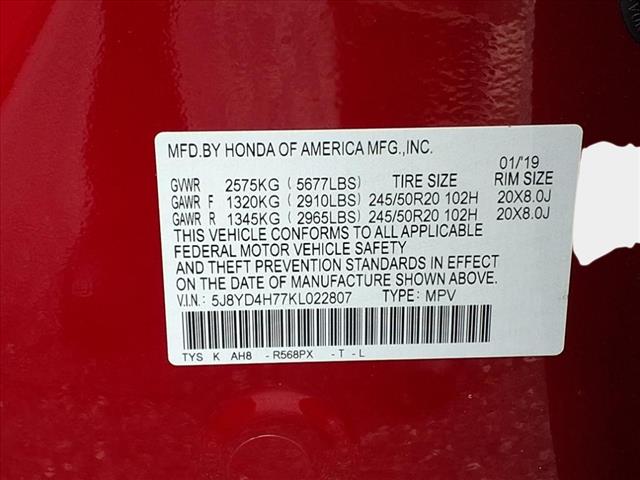 MFD.BY HONDA OF AMERICA MFG.,INC.
01/'19
GVWR 2575KG ( 5677LBS ) TIRE SIZE RIM SIZE
GAWR F 1320KG ( 2910LBS ) 245/50R20 102H 20X8.0J
GAWR R 1345KG ( 2965LBS ) 245/50R20 102H 20X8.0J
THIS VEHICLE CONFORMS TO ALL APPLICABLE
FEDERAL MOTOR VEHICLE SAFETY
AND THEFT PREVENTION STANDARDS IN EFFECT
ON THE DATE OF MANUFACTURE SHOWN ABOVE.
V.I.N.: 5J8YD4H77KL022807 TYPE: MPV
TYS K AH8 - R568PX - T - L